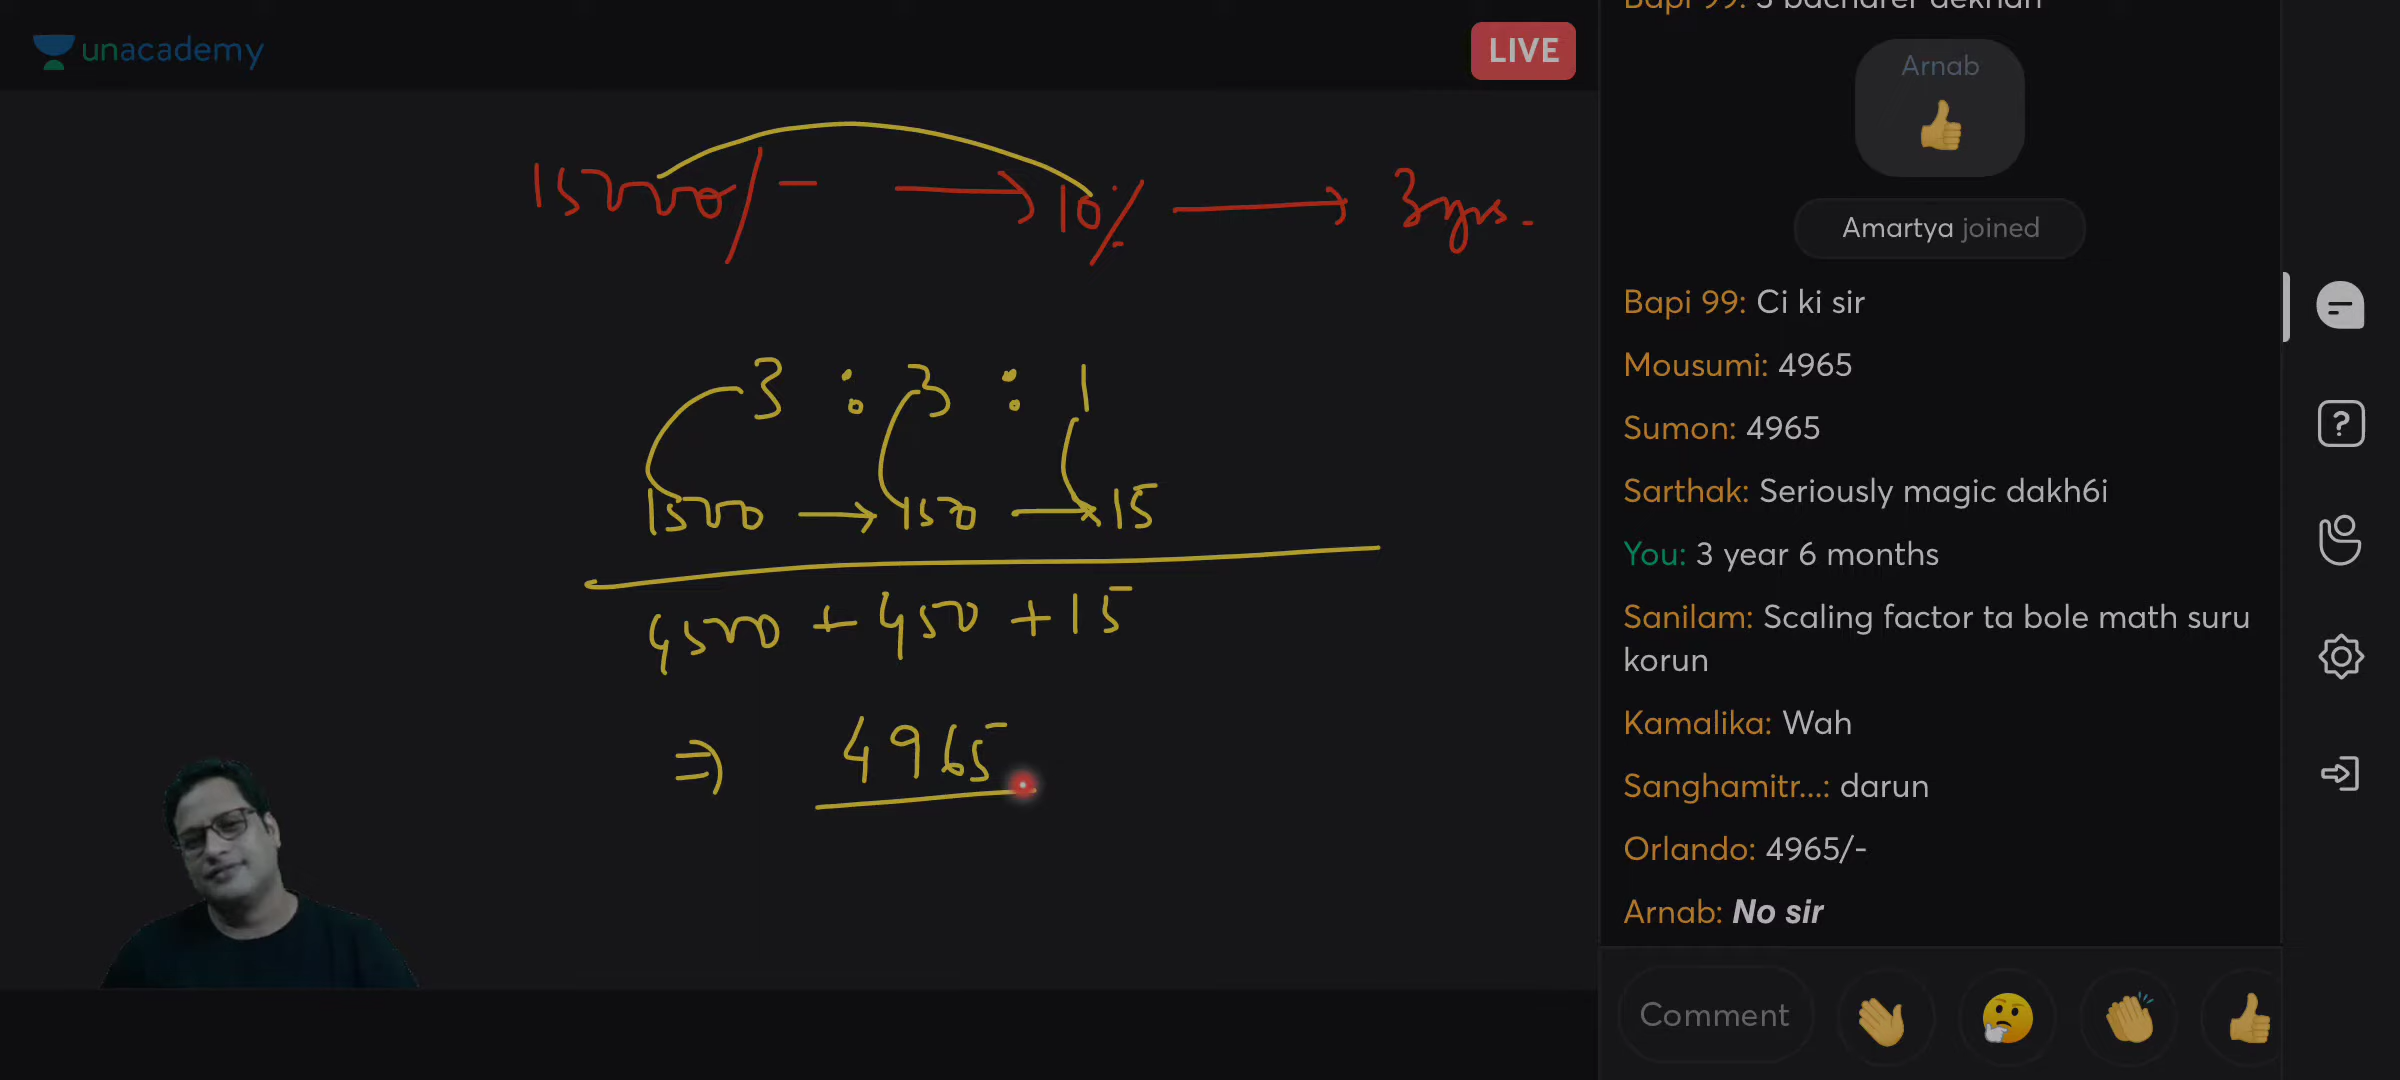 unacademy
LIVE
15000/- → 10% → 3yrs.
3 : 3 : 1
1500 → 150 → 15
4500 + 450 + 15
⇒ 4965
Arnab
👍
Amartya joined
Bapi 99: Ci ki sir
Mousumi: 4965
Sumon: 4965
Sarthak: Seriously magic dakh6i
You: 3 year 6 months
Sanilam: Scaling factor ta bole math suru
korun
Kamalika: Wah
Sanghamitr...: darun
Orlando: 4965/-
Arnab: No sir
Comment